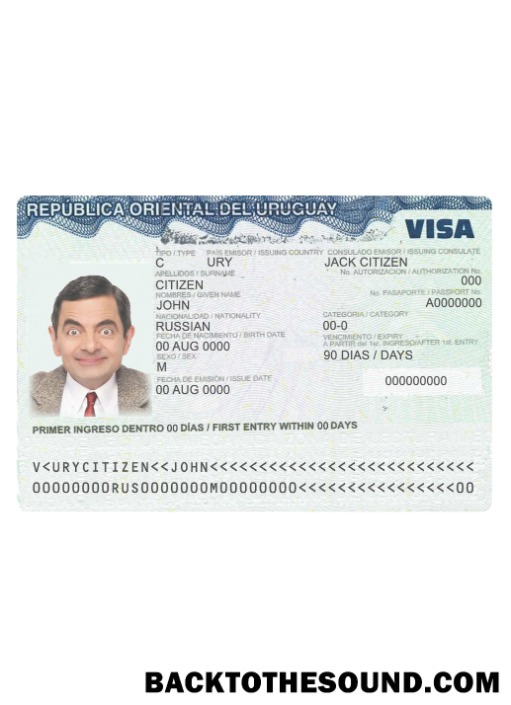 REPÚBLICA ORIENTAL DEL URUGUAY
VISA
TIPO / TYPE PAIS EMISOR / ISSUING COUNTRY CONSULADO EMISOR / ISSUING CONSULATE
C URY JACK CITIZEN
APELLIDOS / SURNAME No. AUTORIZACION / AUTHORIZATION No.
CITIZEN 000
NOMBRES / GIVEN NAME No. PASAPORTE / PASSPORT No.
JOHN A0000000
NACIONALIDAD / NATIONALITY CATEGORIA / CATEGORY
RUSSIAN 00-0
FECHA DE NACIMIENTO / BIRTH DATE VENCIMIENTO / EXPIRY
00 AUG 0000 A PARTIR del 1er. INGRESO/AFTER 1st. ENTRY
SEXO / SEX 90 DIAS / DAYS
M
FECHA DE EMISIÓN / ISSUE DATE 000000000
00 AUG 0000
PRIMER INGRESO DENTRO 00 DÍAS / FIRST ENTRY WITHIN 00 DAYS
V<URYCITIZEN<<JOHN<<<<<<<<<<<<<<<<<<<<<<<<<<
00000000RUS0000000M00000000<<<<<<<<<<<<<<<00
BACKTOTHESOUND.COM